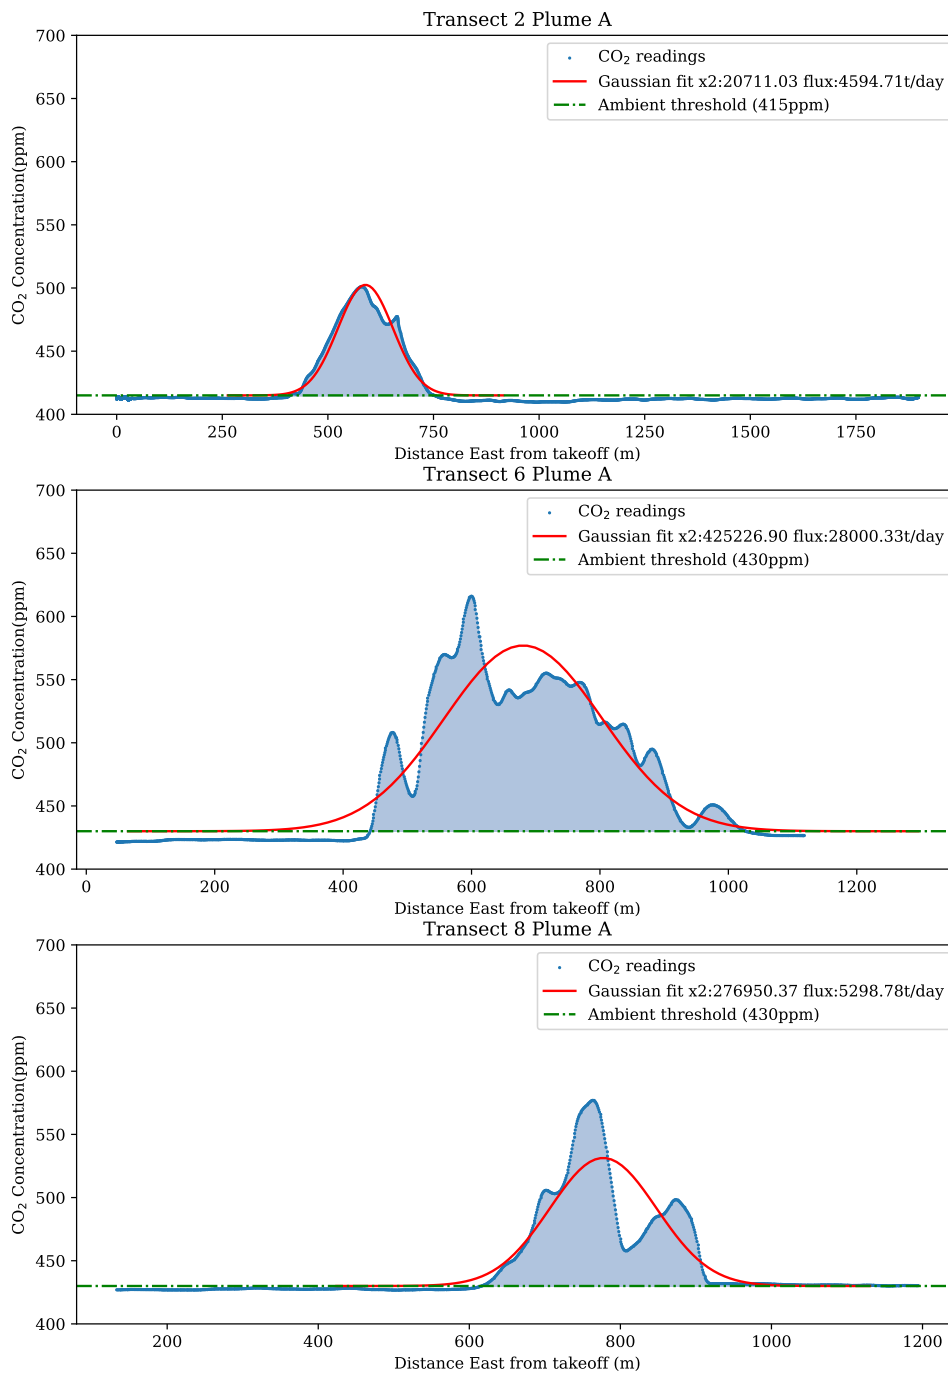 Transect 2 Plume A
700
650
600
550
500
450
400
CO₂ Concentration(ppm)
CO₂ readings
Gaussian fit x2:20711.03 flux:4594.71t/day
Ambient threshold (415ppm)
0 250 500 750 1000 1250 1500 1750
Distance East from takeoff (m)
Transect 6 Plume A
700
650
600
550
500
450
400
CO₂ Concentration(ppm)
CO₂ readings
Gaussian fit x2:425226.90 flux:28000.33t/day
Ambient threshold (430ppm)
0 200 400 600 800 1000 1200
Distance East from takeoff (m)
Transect 8 Plume A
700
650
600
550
500
450
400
CO₂ Concentration(ppm)
CO₂ readings
Gaussian fit x2:276950.37 flux:5298.78t/day
Ambient threshold (430ppm)
200 400 600 800 1000 1200
Distance East from takeoff (m)